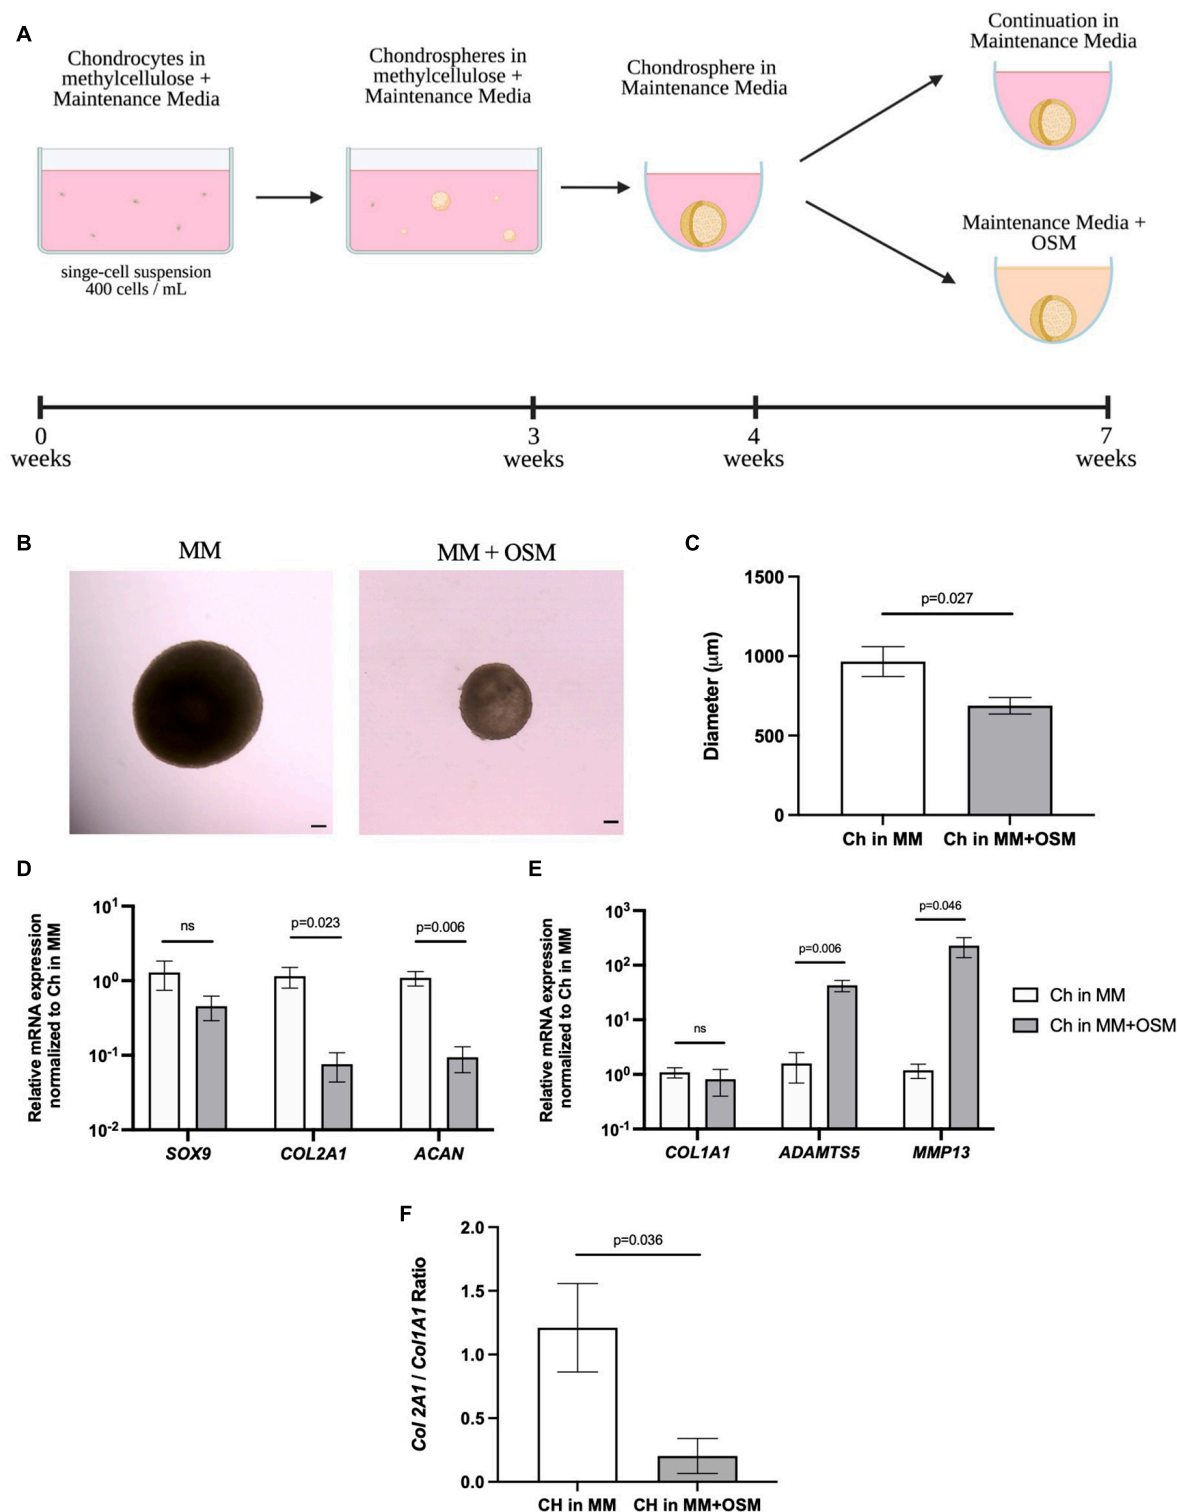 A
Chondrocytes in
methylcellulose +
Maintenance Media
singe-cell suspension
400 cells / mL
Chondrospheres in
methylcellulose +
Maintenance Media
Chondrosphere in
Maintenance Media
Continuation in
Maintenance Media
Maintenance Media +
OSM
0
weeks
3
weeks
4
weeks
7
weeks
B
MM
MM + OSM
C
Diameter (μm)
1500
1000
500
0
p=0.027
Ch in MM
Ch in MM+OSM
D
Relative mRNA expression
normalized to Ch in MM
10¹
10⁰
10⁻¹
10⁻²
ns
p=0.023
p=0.006
SOX9
COL2A1
ACAN
E
Relative mRNA expression
normalized to Ch in MM
10³
10²
10¹
10⁰
10⁻¹
ns
p=0.006
p=0.046
COL1A1
ADAMTS5
MMP13
Ch in MM
Ch in MM+OSM
F
Col 2A1 / Col1A1 Ratio
2.0
1.5
1.0
0.5
0.0
p=0.036
CH in MM
CH in MM+OSM